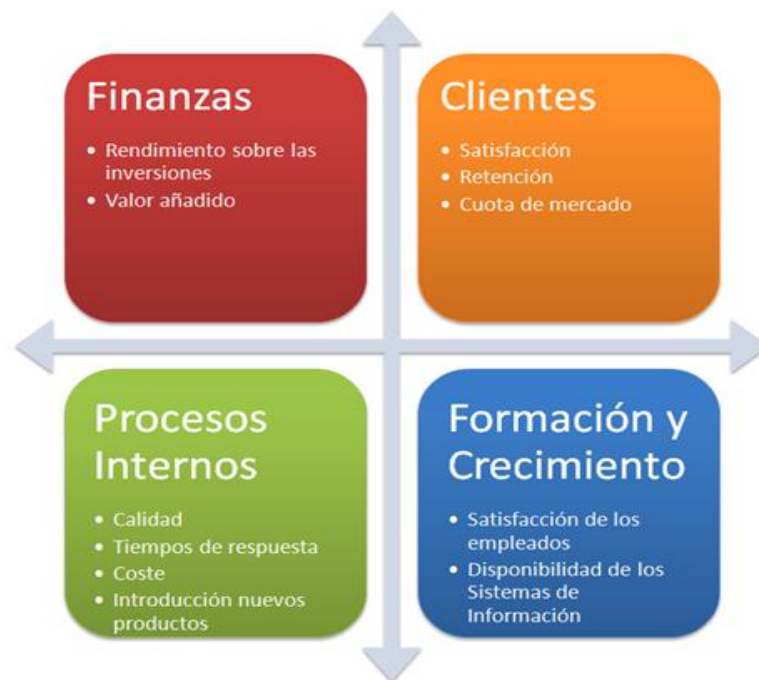 Finanzas
• Rendimiento sobre las
inversiones
• Valor añadido
Clientes
• Satisfacción
• Retención
• Cuota de mercado
Procesos
Internos
• Calidad
• Tiempos de respuesta
• Coste
• Introducción nuevos
productos
Formación y
Crecimiento
• Satisfacción de los
empleados
• Disponibilidad de los
Sistemas de
Información